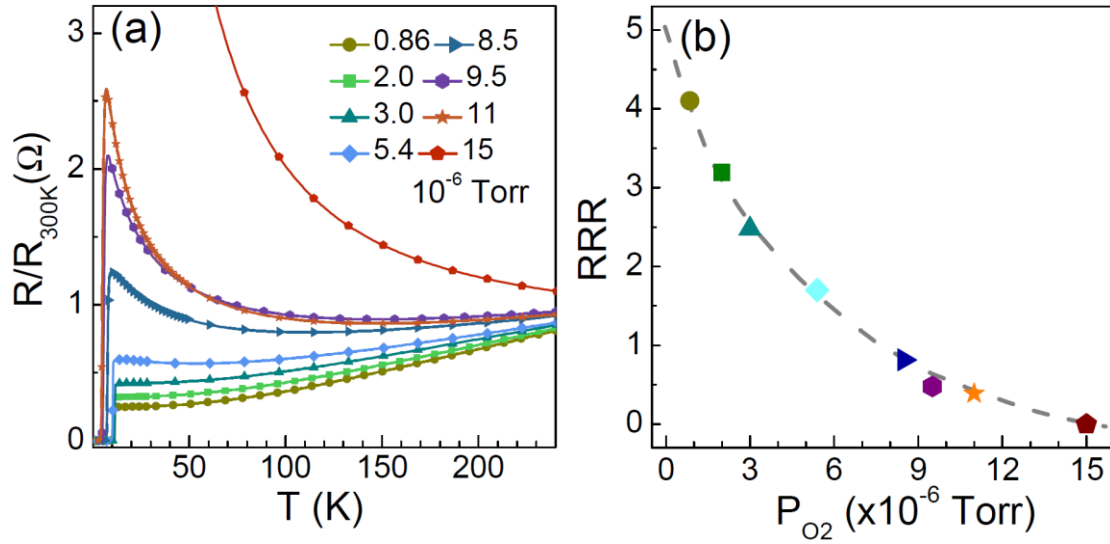 (a)
R/R300K(Ω)
3
2
1
0
0.86 8.5
2.0 9.5
3.0 11
5.4 15
10-6 Torr
50 100 150 200
T (K)
(b)
RRR
5
4
3
2
1
0
0 3 6 9 12 15
PO2 (x10-6 Torr)